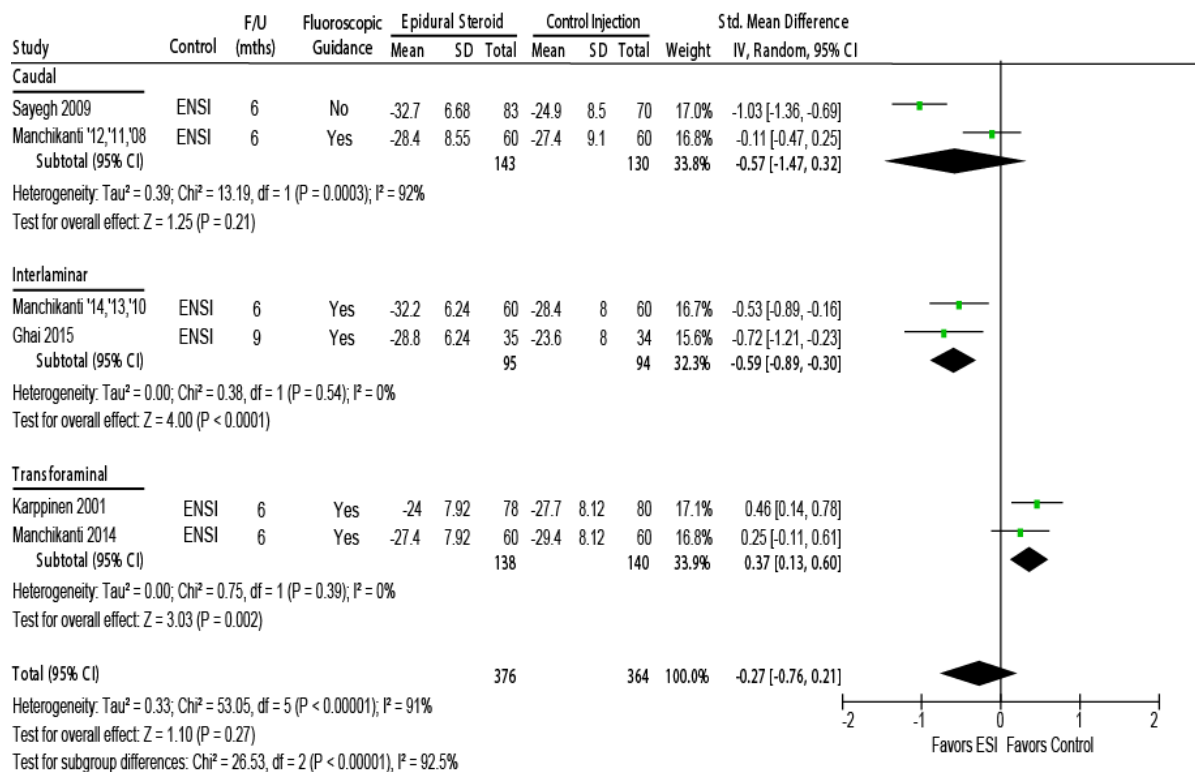 F/U Fluoroscopic Epidural Steroid Control Injection Std. Mean Difference
Study Control (mths) Guidance Mean SD Total Mean SD Total Weight IV, Random, 95% CI
Caudal
Sayegh 2009 ENSI 6 No -32.7 6.68 83 -24.9 8.5 70 17.0% -1.03 [-1.36, -0.69]
Manchikanti '12,'11,'08 ENSI 6 Yes -28.4 8.55 60 -27.4 9.1 60 16.8% -0.11 [-0.47, 0.25]
Subtotal (95% CI) 143 130 33.8% -0.57 [-1.47, 0.32]
Heterogeneity: Tau² = 0.39; Chi² = 13.19, df = 1 (P = 0.0003); I² = 92%
Test for overall effect: Z = 1.25 (P = 0.21)
Interlaminar
Manchikanti '14,'13,'10 ENSI 6 Yes -32.2 6.24 60 -28.4 8 60 16.7% -0.53 [-0.89, -0.16]
Ghai 2015 ENSI 9 Yes -28.8 6.24 35 -23.6 8 34 15.6% -0.72 [-1.21, -0.23]
Subtotal (95% CI) 95 94 32.3% -0.59 [-0.89, -0.30]
Heterogeneity: Tau² = 0.00; Chi² = 0.38, df = 1 (P = 0.54); I² = 0%
Test for overall effect: Z = 4.00 (P < 0.0001)
Transforaminal
Karppinen 2001 ENSI 6 Yes -24 7.92 78 -27.7 8.12 80 17.1% 0.46 [0.14, 0.78]
Manchikanti 2014 ENSI 6 Yes -27.4 7.92 60 -29.4 8.12 60 16.8% 0.25 [-0.11, 0.61]
Subtotal (95% CI) 138 140 33.9% 0.37 [0.13, 0.60]
Heterogeneity: Tau² = 0.00; Chi² = 0.75, df = 1 (P = 0.39); I² = 0%
Test for overall effect: Z = 3.03 (P = 0.002)
Total (95% CI) 376 364 100.0% -0.27 [-0.76, 0.21]
Heterogeneity: Tau² = 0.33; Chi² = 53.05, df = 5 (P < 0.00001); I² = 91%
Test for overall effect: Z = 1.10 (P = 0.27)
Test for subgroup differences: Chi² = 26.53, df = 2 (P < 0.00001), I² = 92.5%
-2 -1 0 1 2
Favors ESI Favors Control